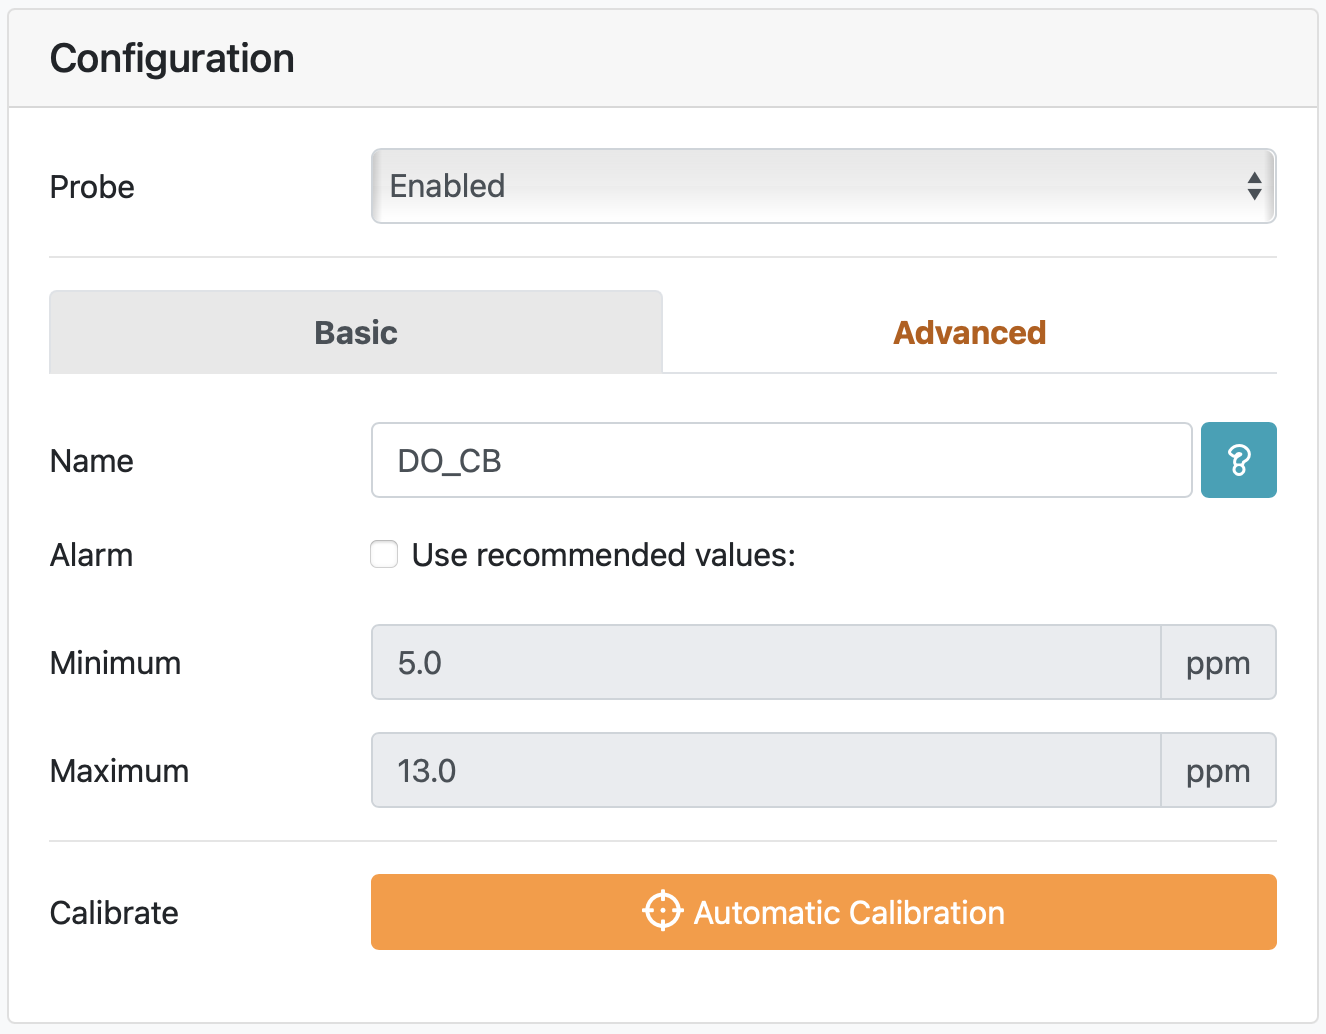 Configuration
Probe Enabled
Basic Advanced
Name DO_CB ?
Alarm Use recommended values:
Minimum 5.0 ppm
Maximum 13.0 ppm
Calibrate Automatic Calibration